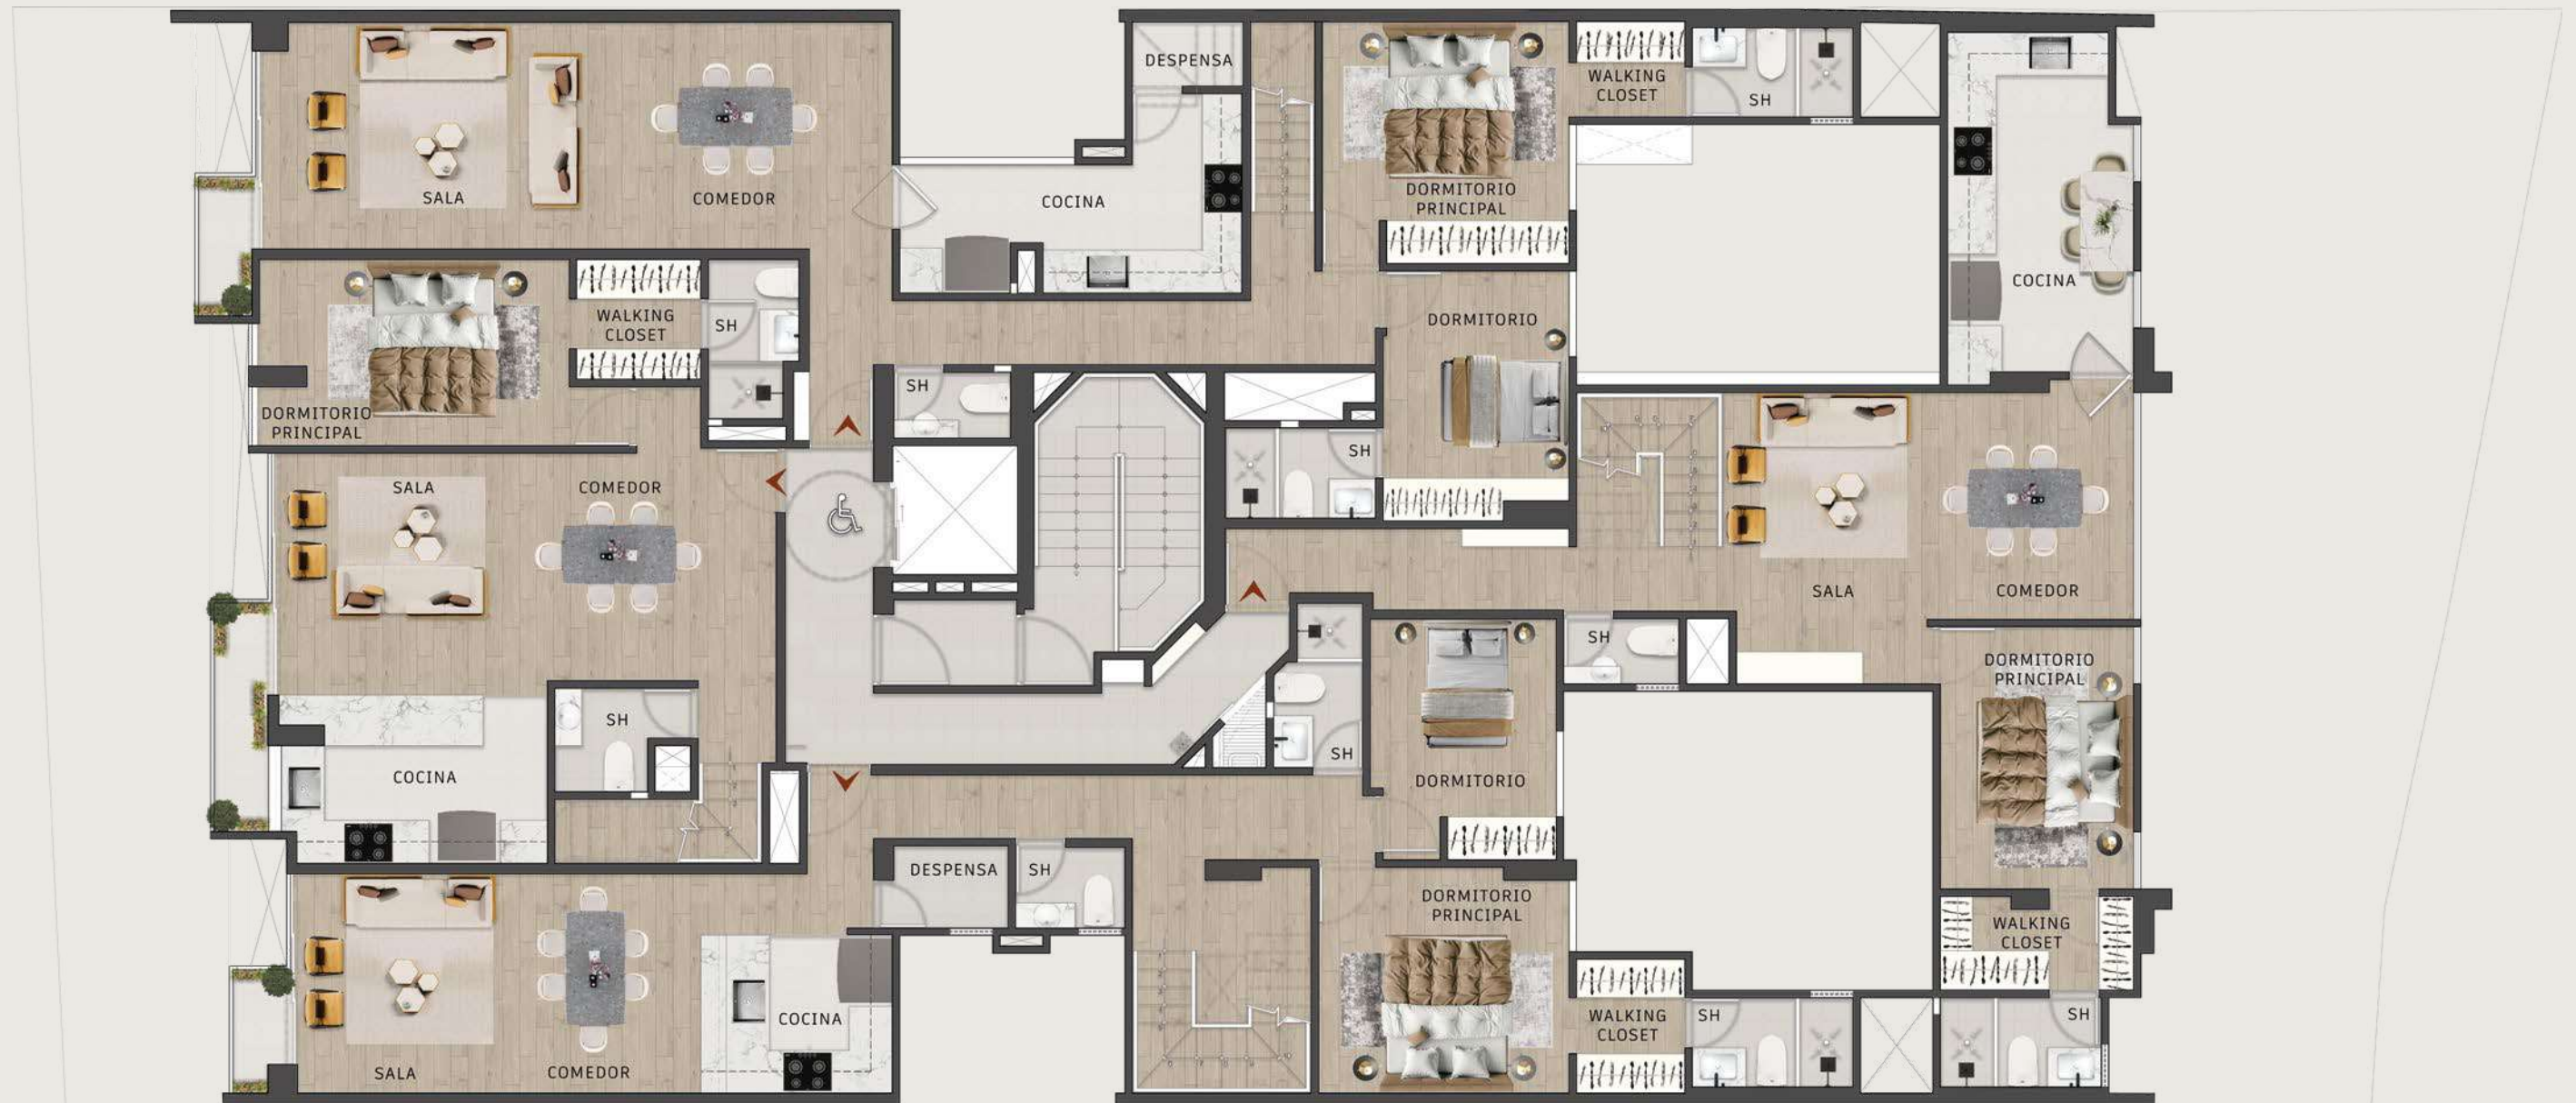 DESPENSA
WALKING
CLOSET
SH
SALA
COMEDOR
COCINA
DORMITORIO
PRINCIPAL
COCINA
WALKING
CLOSET
SH
DORMITORIO
DORMITORIO
PRINCIPAL
SH
SH
SALA
COMEDOR
SALA
COMEDOR
SH
DORMITORIO
PRINCIPAL
SH
COCINA
SH
DORMITORIO
DESPENSA
SH
DORMITORIO
PRINCIPAL
WALKING
CLOSET
COCINA
WALKING
CLOSET
SH
SH
SALA
COMEDOR